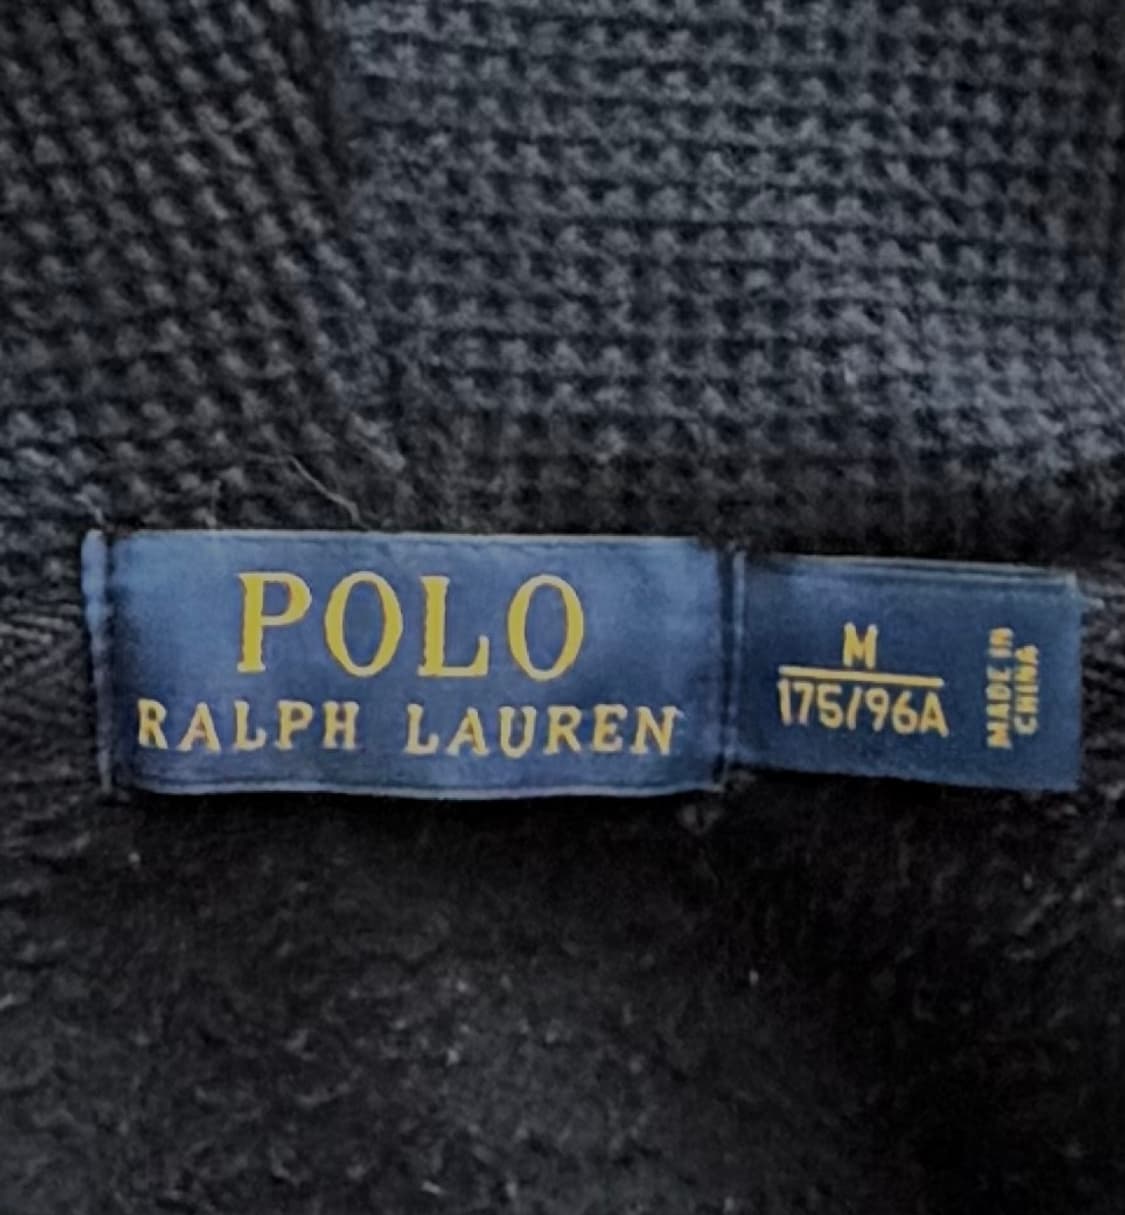 POLO
RALPH LAUREN
M
175/96A
MADE IN
CHINA